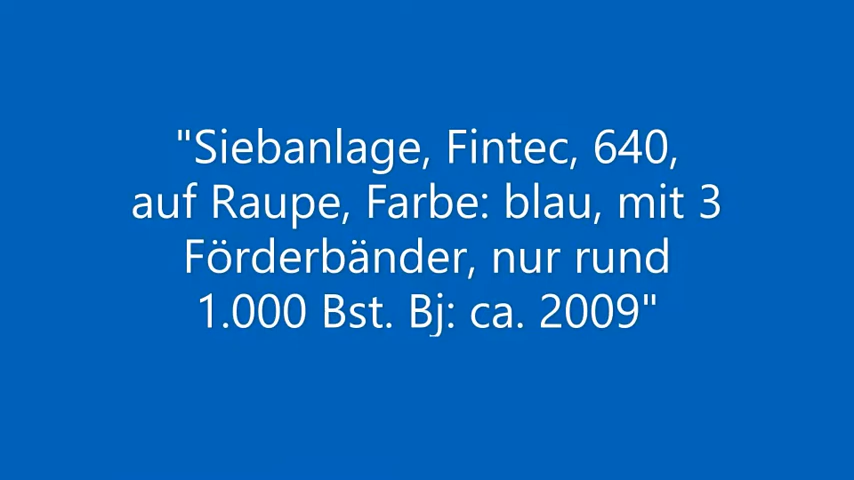 "Siebanlage, Fintec, 640,
auf Raupe, Farbe: blau, mit 3
Förderbänder, nur rund
1.000 Bst. Bj: ca. 2009"